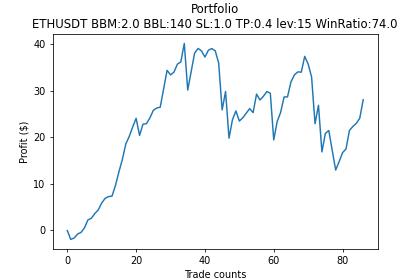 Portfolio
ETHUSDT BBM:2.0 BBL:140 SL:1.0 TP:0.4 lev:15 WinRatio:74.0
Profit ($)
40
30
20
10
0
0 20 40 60 80
Trade counts